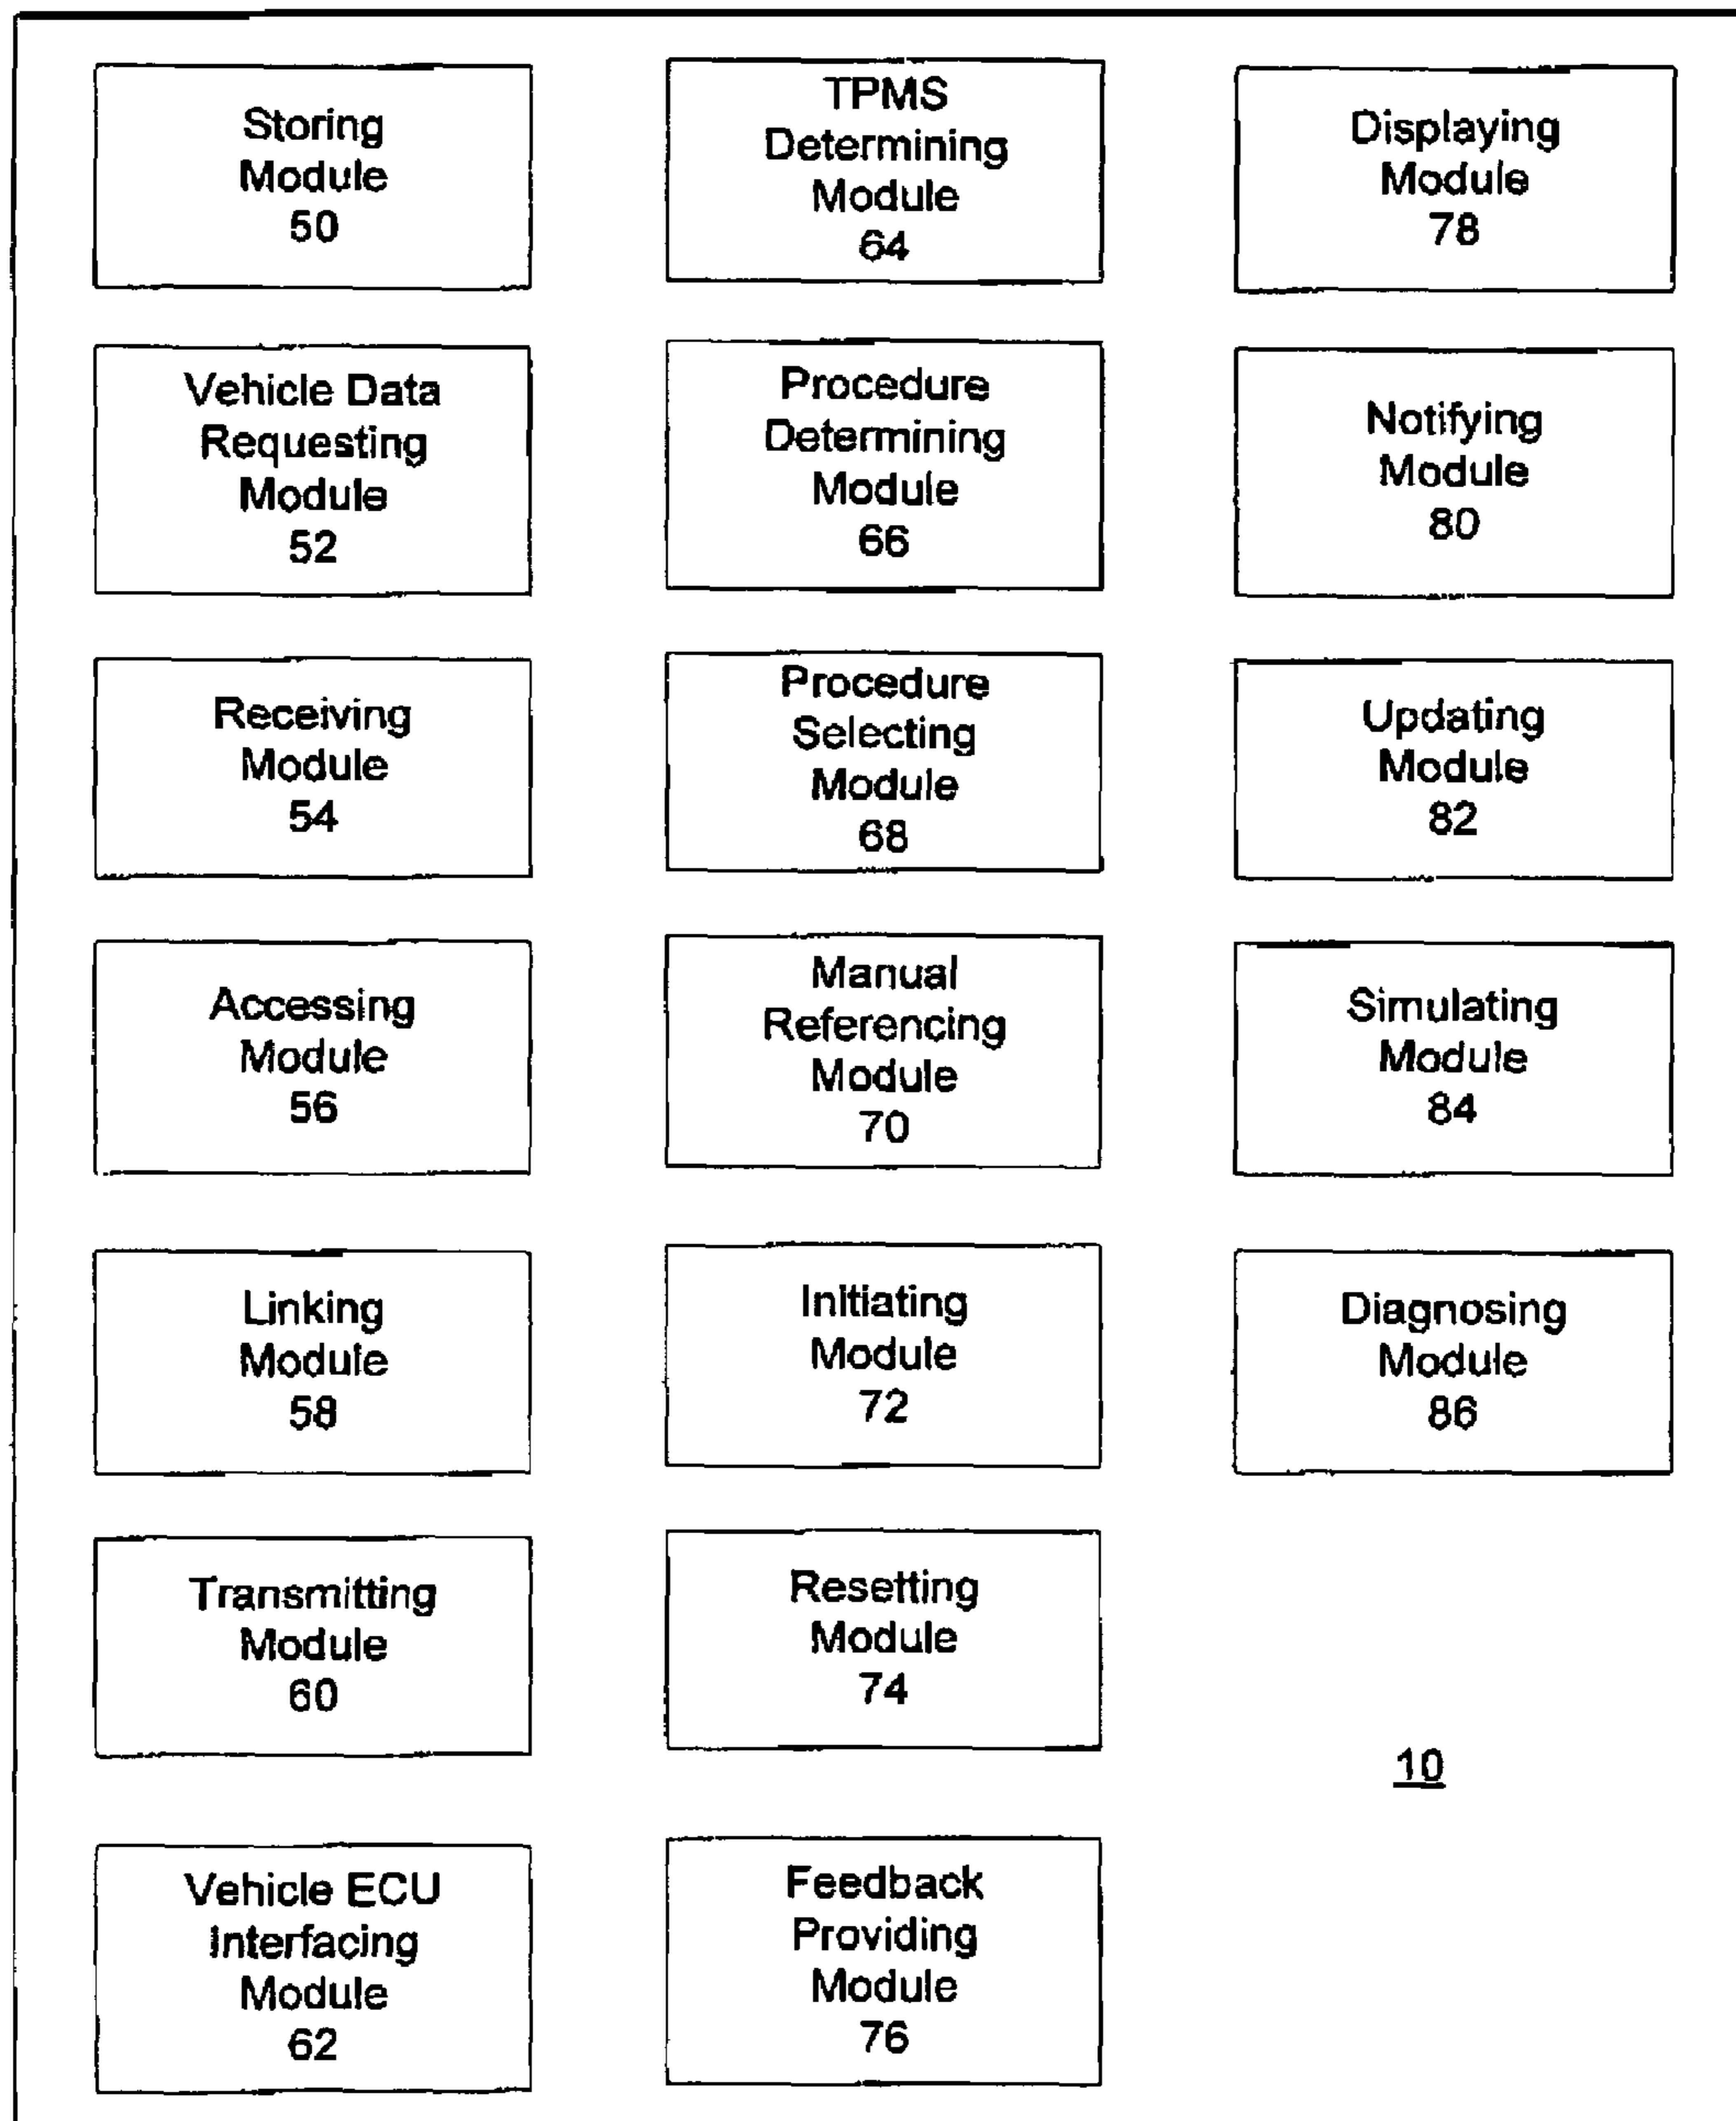 Storing
Module
50
TPMS
Determining
Module
64
Displaying
Module
78
Vehicle Data
Requesting
Module
52
Procedure
Determining
Module
66
Notifying
Module
80
Receiving
Module
54
Procedure
Selecting
Module
68
Updating
Module
82
Accessing
Module
56
Manual
Referencing
Module
70
Simulating
Module
84
Linking
Module
58
Initiating
Module
72
Diagnosing
Module
86
Transmitting
Module
60
Resetting
Module
74
10
Vehicle ECU
Interfacing
Module
62
Feedback
Providing
Module
76